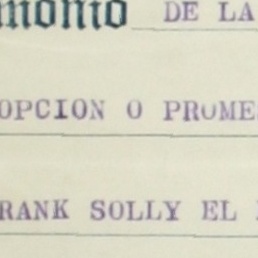 monio DE LA
OPCION O PROME
RANK SOLLY EL